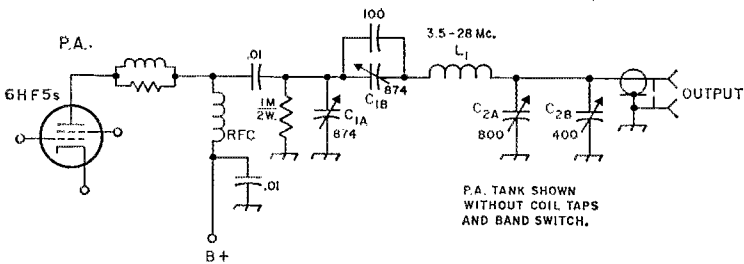 P.A.
6HF5s
.01
100
3.5-28 Mc.
L1
1M
2W.
RFC
C1A
874
C1B
874
C2A
800
C2B
400
OUTPUT
.01
B+
P.A. TANK SHOWN
WITHOUT COIL TAPS
AND BAND SWITCH.